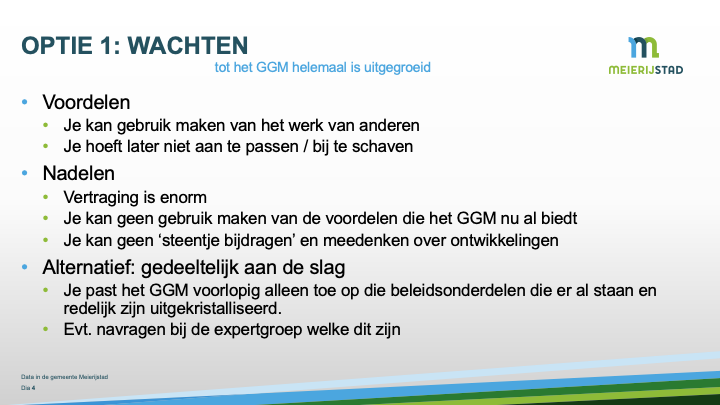 OPTIE 1: WACHTEN
tot het GGM helemaal is uitgegroeid
MEIERIJSTAD
• Voordelen
• Je kan gebruik maken van het werk van anderen
• Je hoeft later niet aan te passen / bij te schaven
• Nadelen
• Vertraging is enorm
• Je kan geen gebruik maken van de voordelen die het GGM nu al biedt
• Je kan geen ‘steentje bijdragen’ en meedenken over ontwikkelingen
• Alternatief: gedeeltelijk aan de slag
• Je past het GGM voorlopig alleen toe op die beleidsonderdelen die er al staan en
redelijk zijn uitgekristalliseerd.
• Evt. navragen bij de expertgroep welke dit zijn
Data in de gemeente Meierijstad
Dia 4